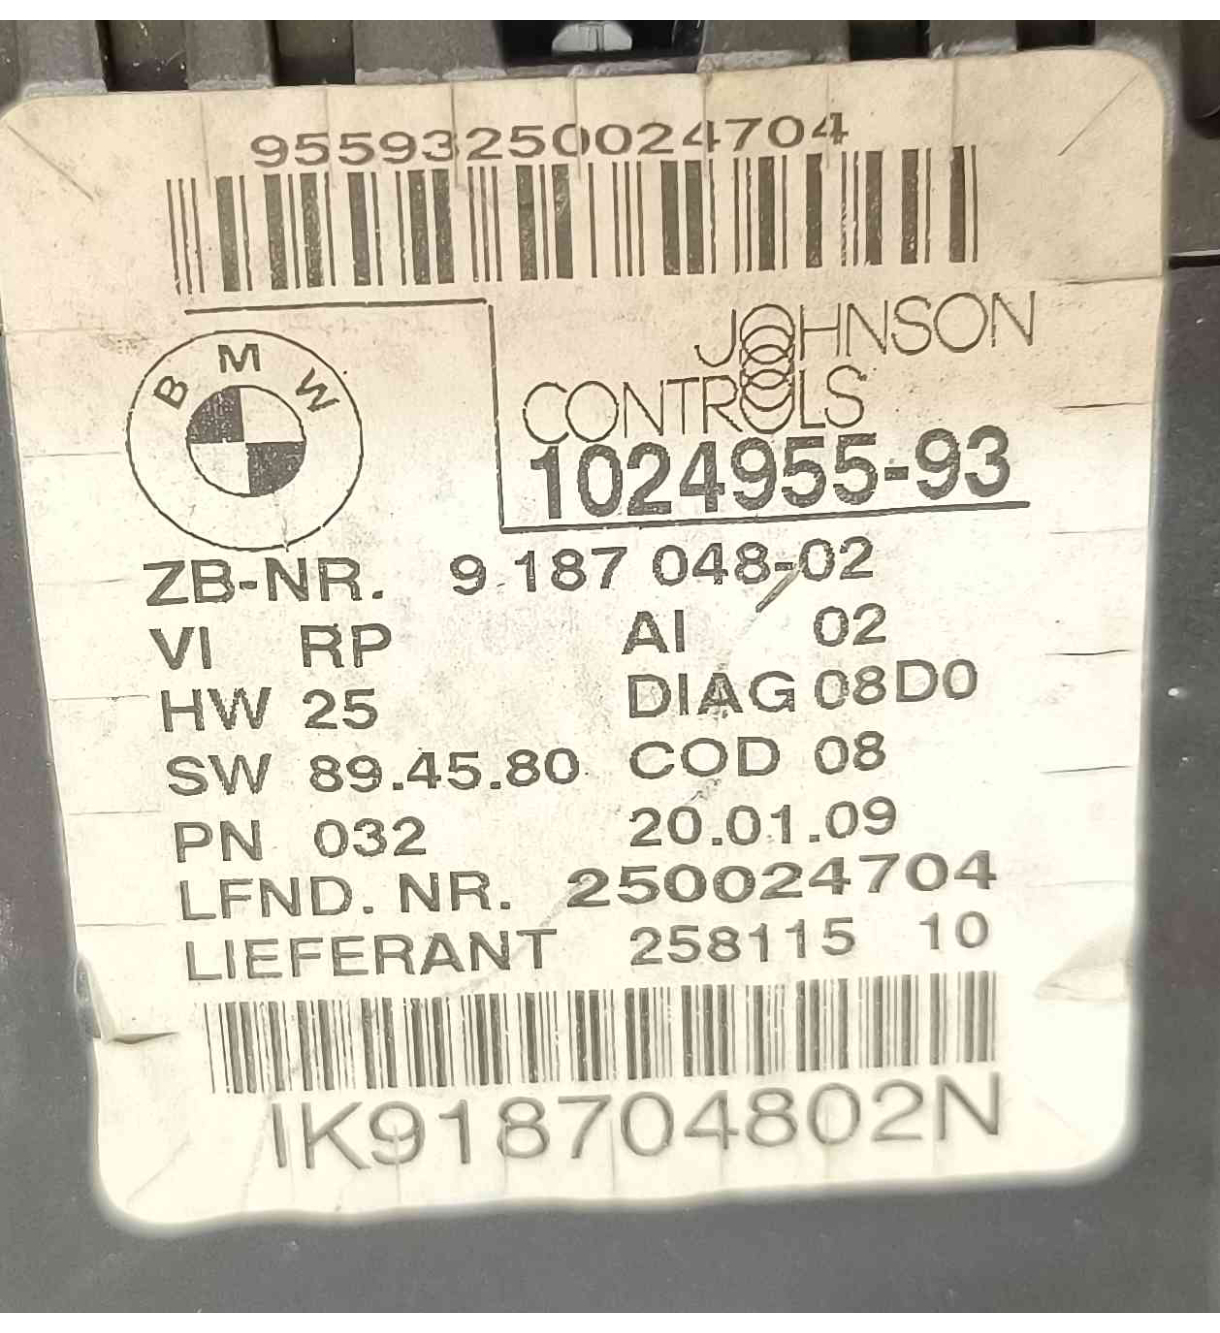 95593250024704
BMW
JOHNSON
CONTROLS
1024955-93
ZB-NR. 9 187 048-02
VI RP AI 02
HW 25 DIAG 08D0
SW 89.45.80 COD 08
PN 032 20.01.09
LFND. NR. 250024704
LIEFERANT 258115 10
IK918704802N